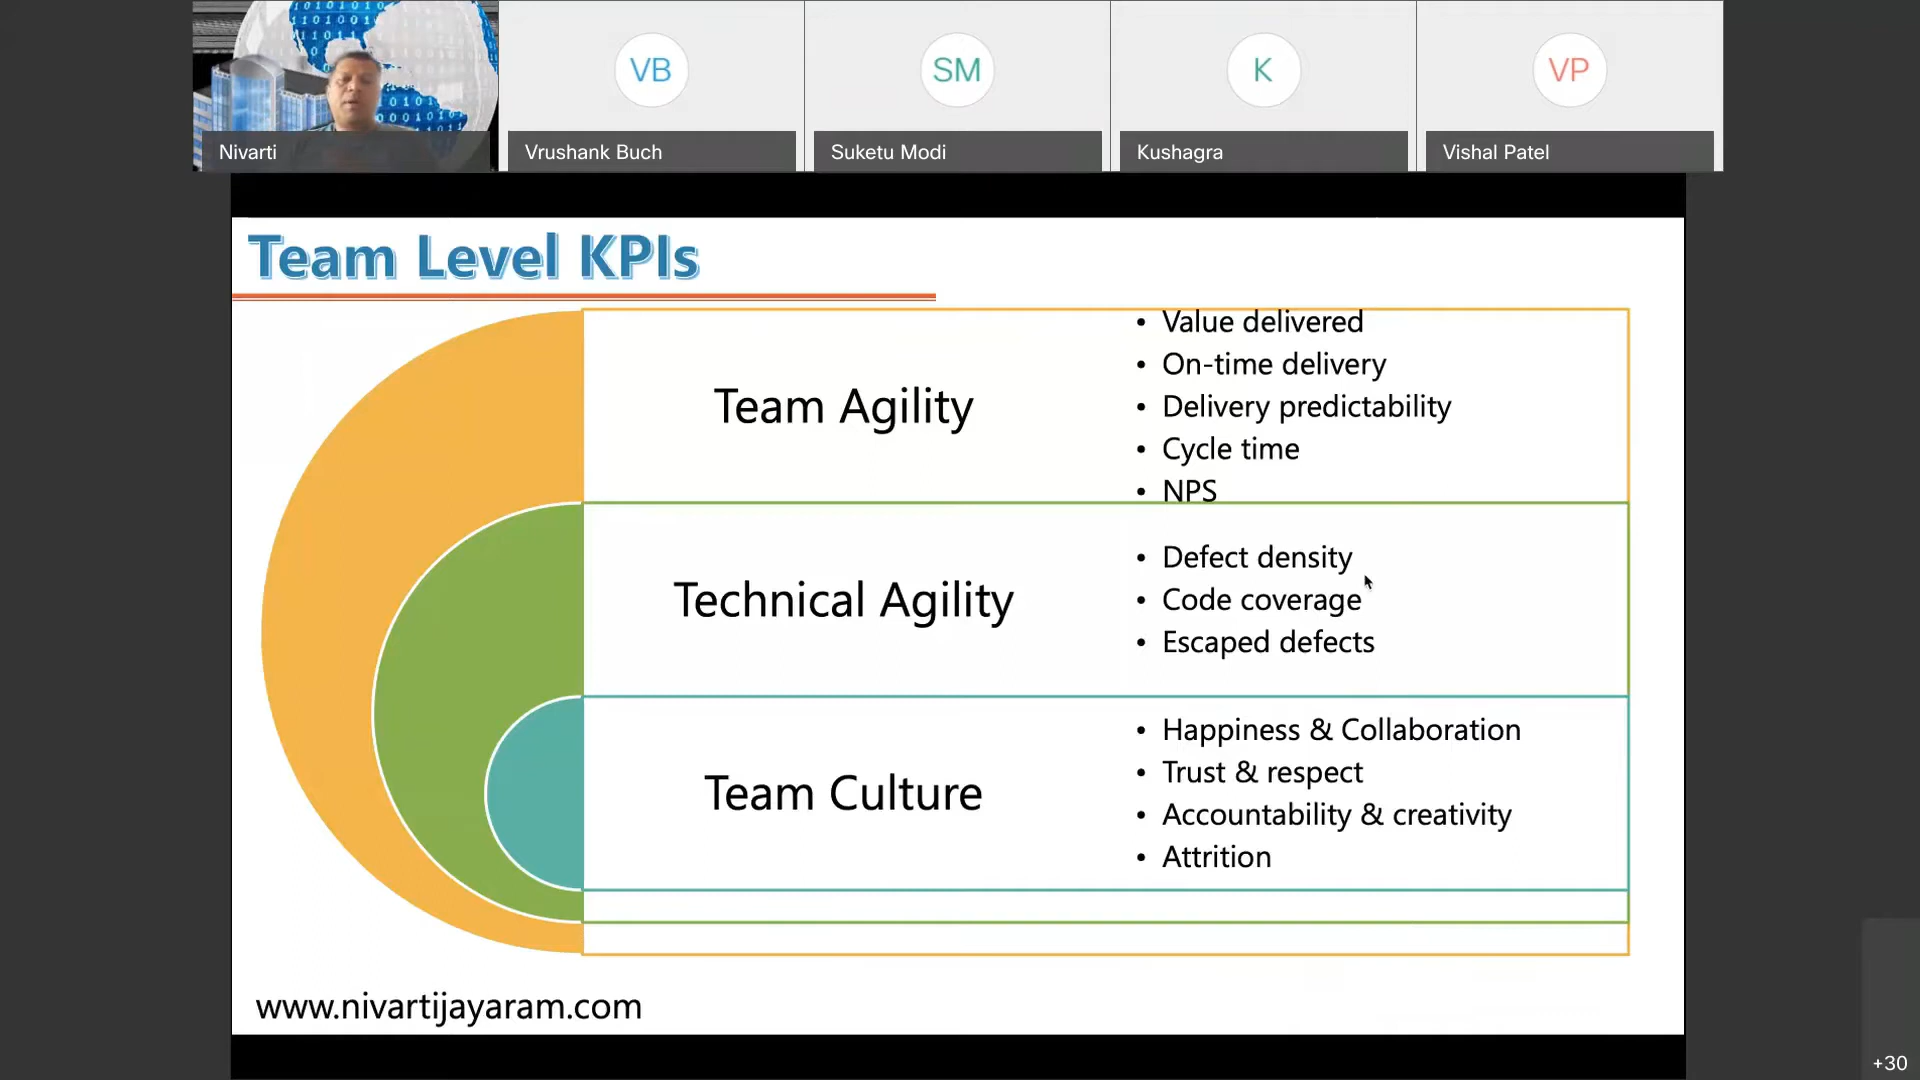 VB
SM
K
VP
Nivarti
Vrushank Buch
Suketu Modi
Kushagra
Vishal Patel
Team Level KPIs
Team Agility
• Value delivered
• On-time delivery
• Delivery predictability
• Cycle time
• NPS
Technical Agility
• Defect density
• Code coverage
• Escaped defects
Team Culture
• Happiness & Collaboration
• Trust & respect
• Accountability & creativity
• Attrition
www.nivartijayaram.com
+30